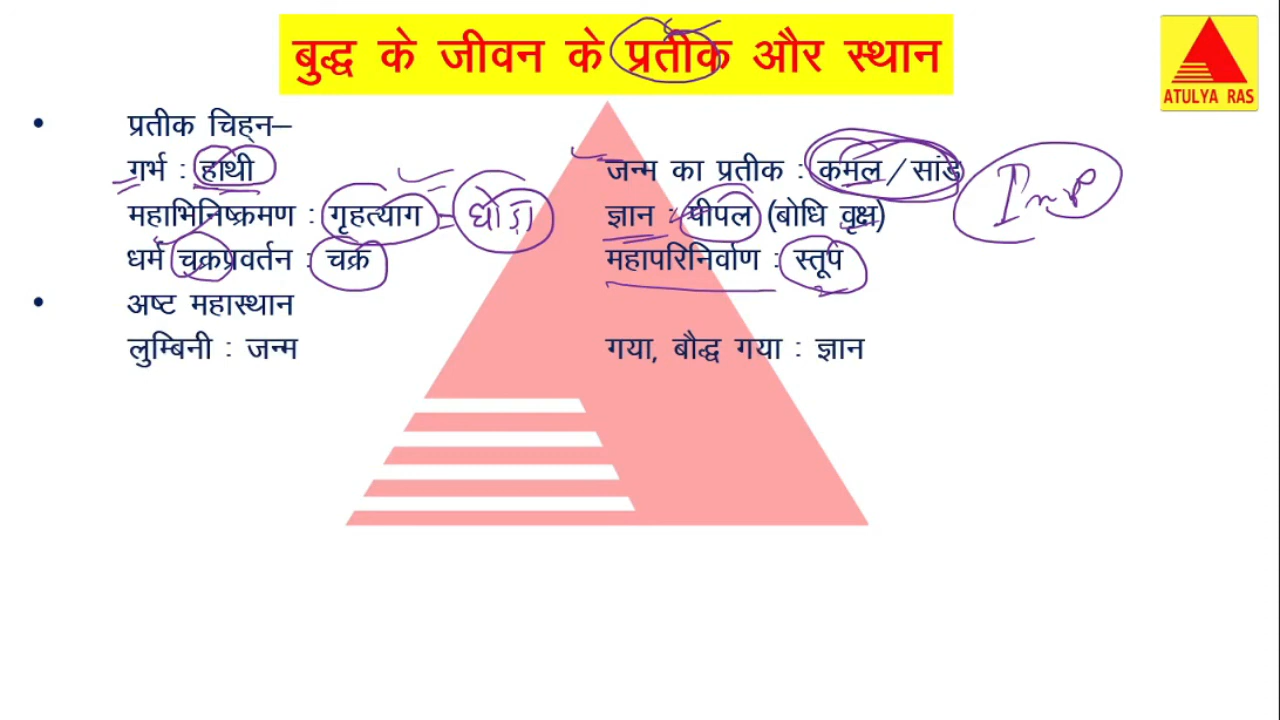 बुद्ध के जीवन के प्रतीक और स्थान
ATULYA RAS
• प्रतीक चिह्न–
गर्भ : हाथी जन्म का प्रतीक : कमल/सांड Imp
महाभिनिष्क्रमण : गृहत्याग = घोड़ा ज्ञान : पीपल (बोधि वृक्ष)
धर्म चक्रप्रवर्तन : चक्र महापरिनिर्वाण : स्तूप
• अष्ट महास्थान
लुम्बिनी : जन्म गया, बौद्ध गया : ज्ञान